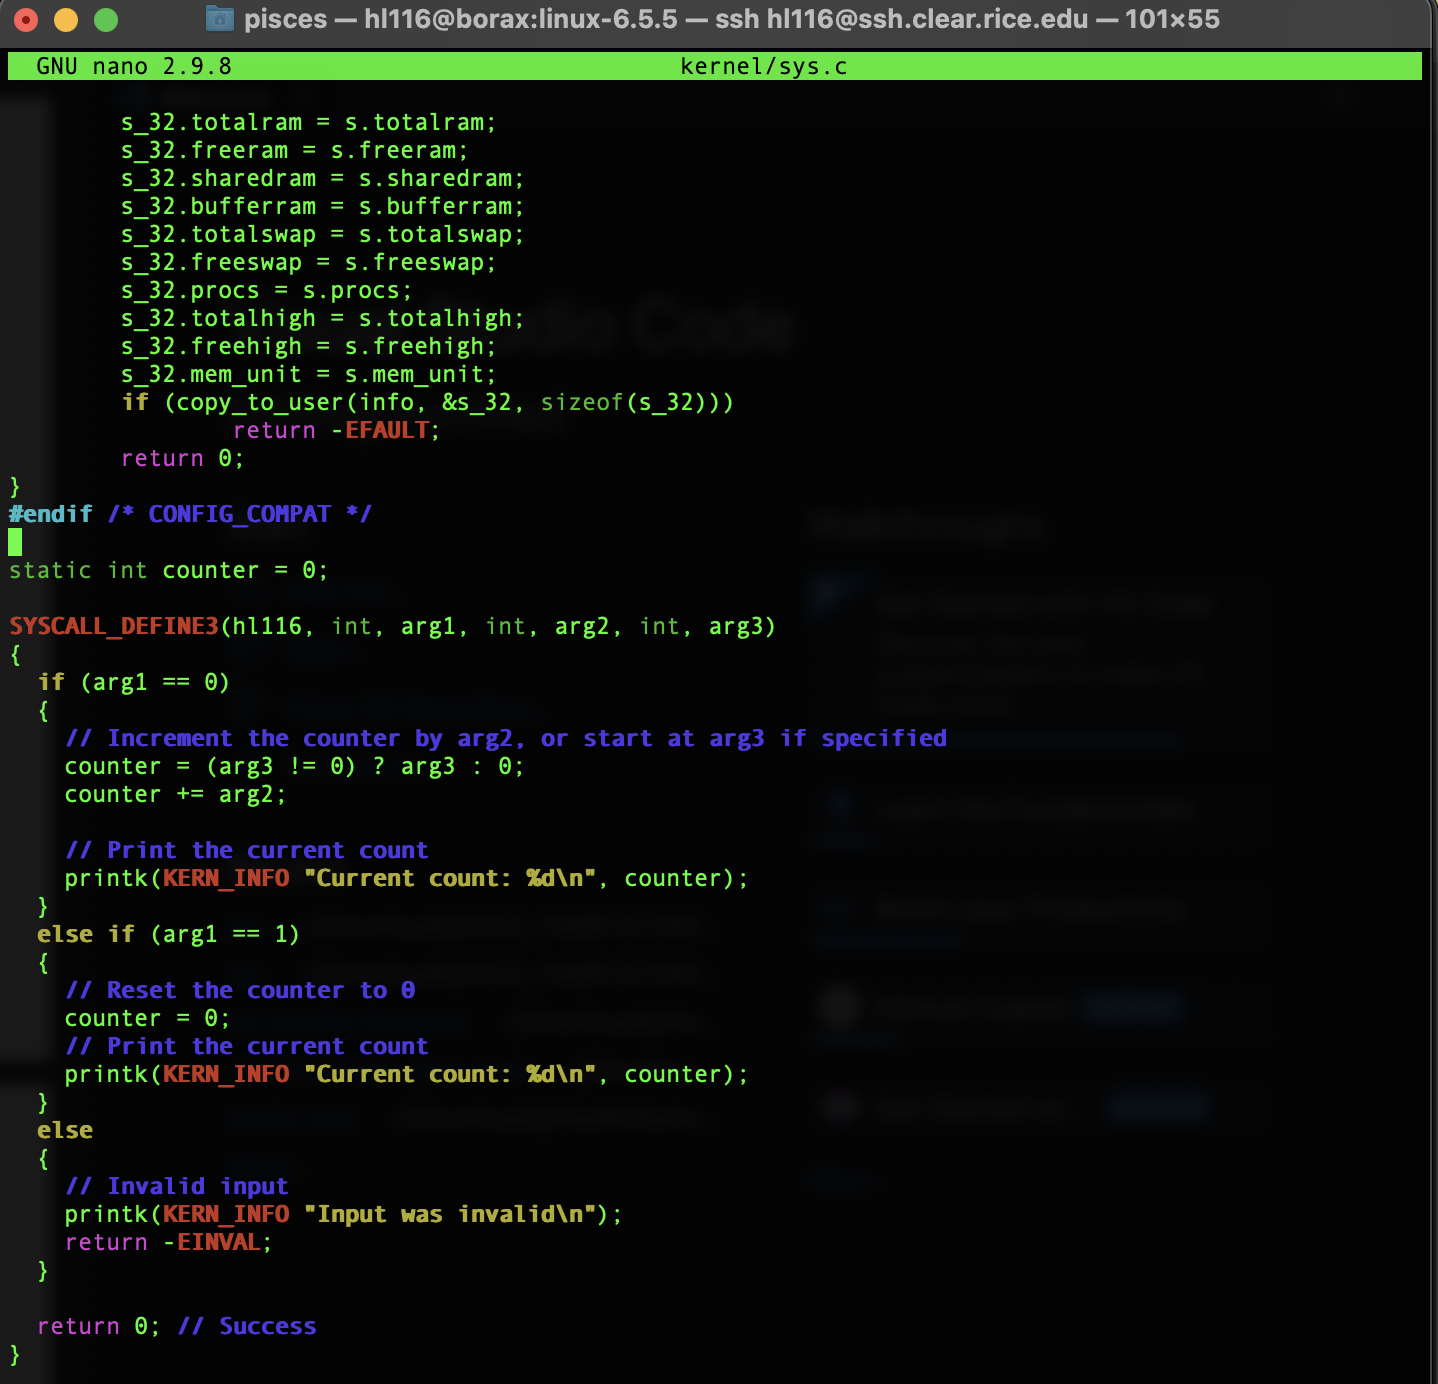 pisces — hl116@borax:linux-6.5.5 — ssh hl116@ssh.clear.rice.edu — 101×55
GNU nano 2.9.8 kernel/sys.c
s_32.totalram = s.totalram;
s_32.freeram = s.freeram;
s_32.sharedram = s.sharedram;
s_32.bufferram = s.bufferram;
s_32.totalswap = s.totalswap;
s_32.freeswap = s.freeswap;
s_32.procs = s.procs;
s_32.totalhigh = s.totalhigh;
s_32.freehigh = s.freehigh;
s_32.mem_unit = s.mem_unit;
if (copy_to_user(info, &s_32, sizeof(s_32)))
return -EFAULT;
return 0;
}
#endif /* CONFIG_COMPAT */
static int counter = 0;
SYSCALL_DEFINE3(hl116, int, arg1, int, arg2, int, arg3)
{
if (arg1 == 0)
{
// Increment the counter by arg2, or start at arg3 if specified
counter = (arg3 != 0) ? arg3 : 0;
counter += arg2;
// Print the current count
printk(KERN_INFO "Current count: %d\n", counter);
}
else if (arg1 == 1)
{
// Reset the counter to 0
counter = 0;
// Print the current count
printk(KERN_INFO "Current count: %d\n", counter);
}
else
{
// Invalid input
printk(KERN_INFO "Input was invalid\n");
return -EINVAL;
}
return 0; // Success
}